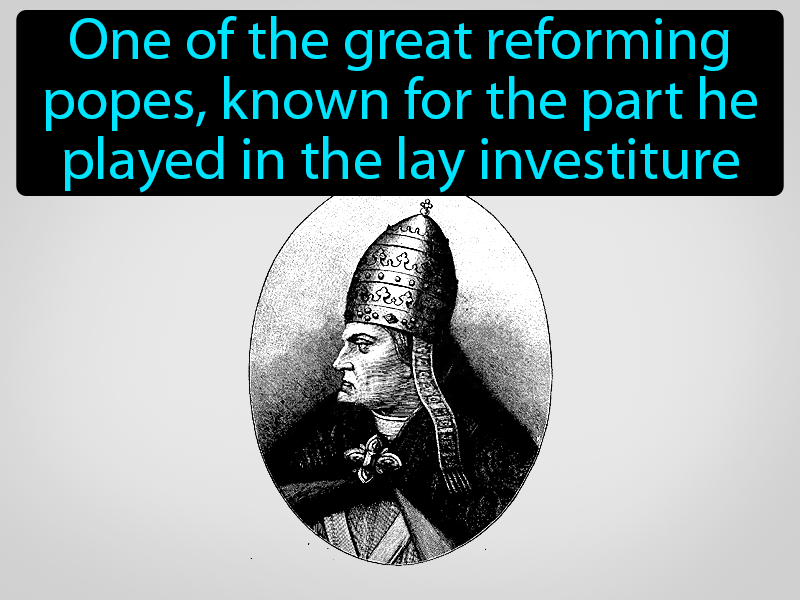 One of the great reforming
popes, known for the part he
played in the lay investiture